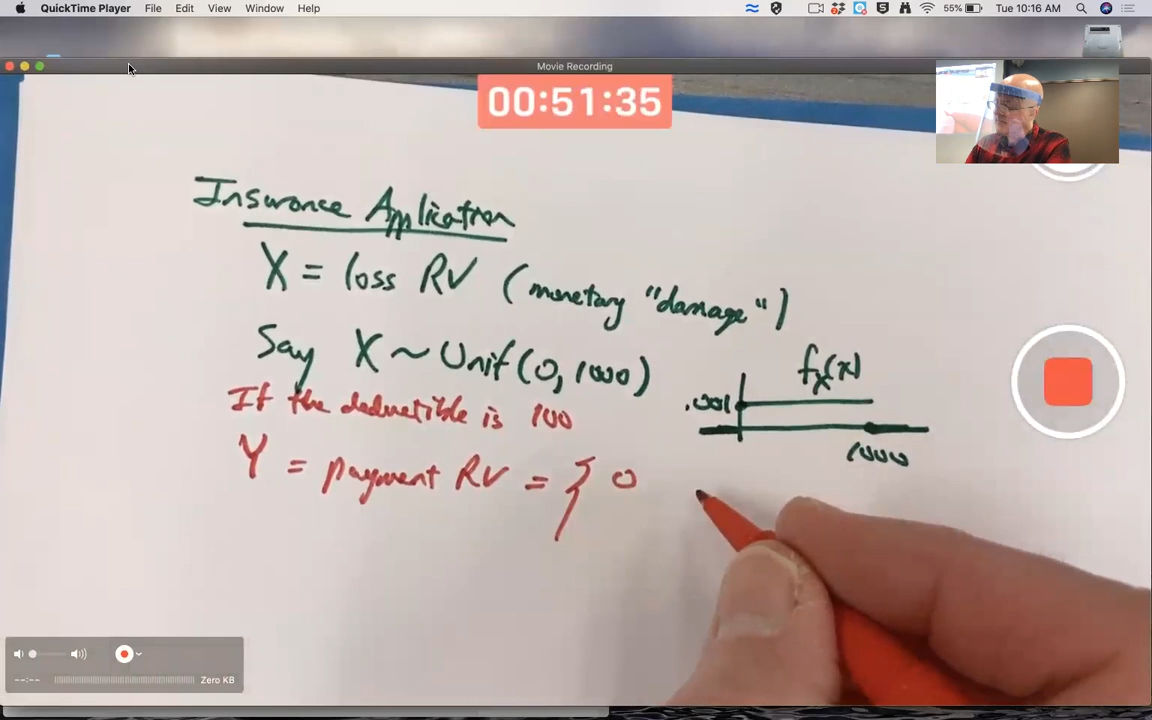 QuickTime Player File Edit View Window Help 55% Tue 10:16 AM
Movie Recording
00:51:35
Insurance Application
X = loss RV (monetary "damage")
Say X ~ Unif(0, 1000)
fX(x)
.001
1000
If the deductible is 100
Y = payment RV = { 0
--:-- Zero KB